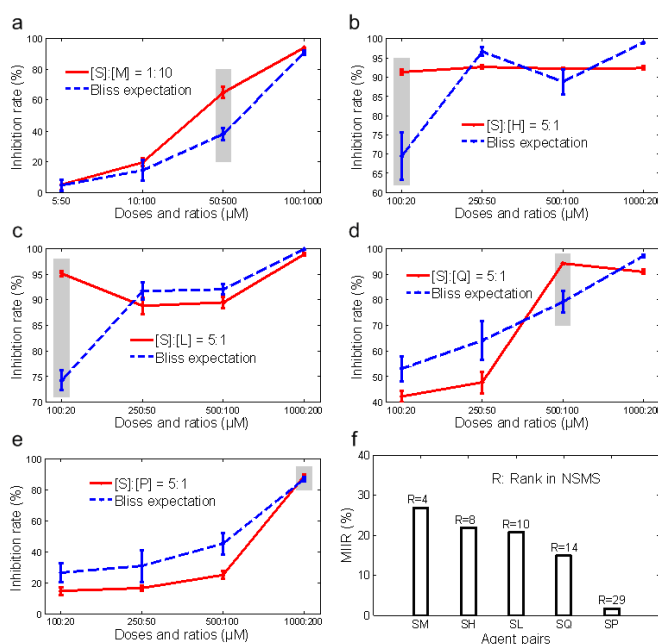 a
Inhibition rate (%)
100
80
60
40
20
0
[S]:[M] = 1:10
Bliss expectation
5:50
10:100
50:500
100:1000
Doses and ratios (µM)
b
Inhibition rate (%)
100
95
90
85
80
75
70
65
60
[S]:[H] = 5:1
Bliss expectation
100:20
250:50
500:100
1000:200
Doses and ratios (µM)
c
Inhibition rate (%)
100
95
90
85
80
75
70
[S]:[L] = 5:1
Bliss expectation
100:20
250:50
500:100
1000:200
Doses and ratios (µM)
d
Inhibition rate (%)
100
90
80
70
60
50
40
[S]:[Q] = 5:1
Bliss expectation
100:20
250:50
500:100
1000:200
Doses and ratios (µM)
e
Inhibition rate (%)
100
80
60
40
20
0
[S]:[P] = 5:1
Bliss expectation
100:20
250:50
500:100
1000:200
Doses and ratios (µM)
f
MIIR (%)
40
30
20
10
0
R: Rank in NSMS
R=4
R=8
R=10
R=14
R=29
SM
SH
SL
SQ
SP
Agent pairs